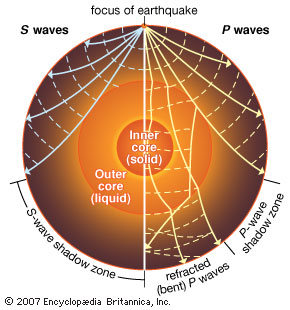 focus of earthquake
S waves
P waves
Inner
core
(solid)
Outer
core
(liquid)
S-wave shadow zone
P-wave
shadow zone
refracted
(bent) P waves
© 2007 Encyclopædia Britannica, Inc.